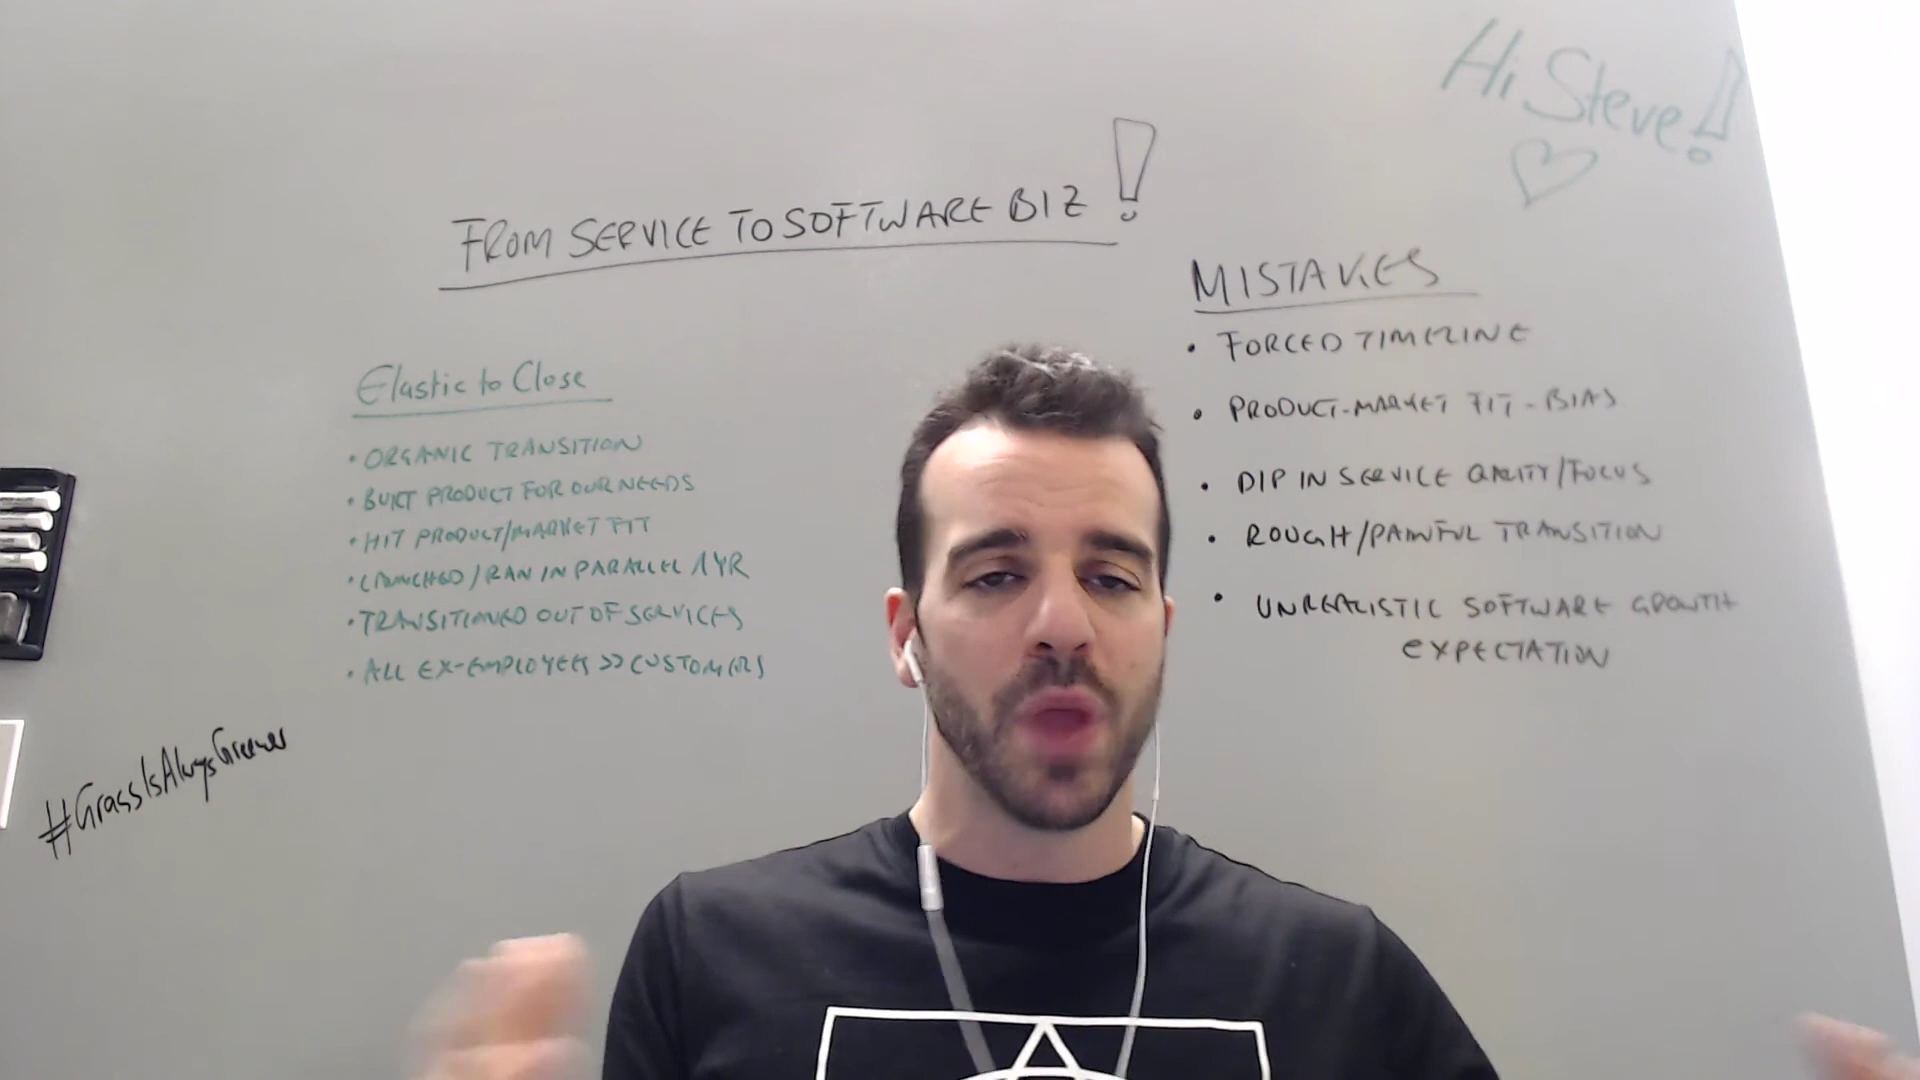 Hi Steve!
FROM SERVICE TO SOFTWARE BIZ !
Elastic to Close
• ORGANIC TRANSITION
• BUILT PRODUCT FOR OUR NEEDS
• HIT PRODUCT/MARKET FIT
• LAUNCHED/RAN IN PARALLEL 1YR
• TRANSITIONED OUT OF SERVICES
• ALL EX-EMPLOYEES >> CUSTOMERS
#GrassIsAlwaysGreener
MISTAKES
• FORCED TIMELINE
• PRODUCT-MARKET FIT-BIAS
• DIP IN SERVICE QALITY/FOCUS
• ROUGH/PAINFUL TRANSITION
• UNREALISTIC SOFTWARE GROWTH
EXPECTATION